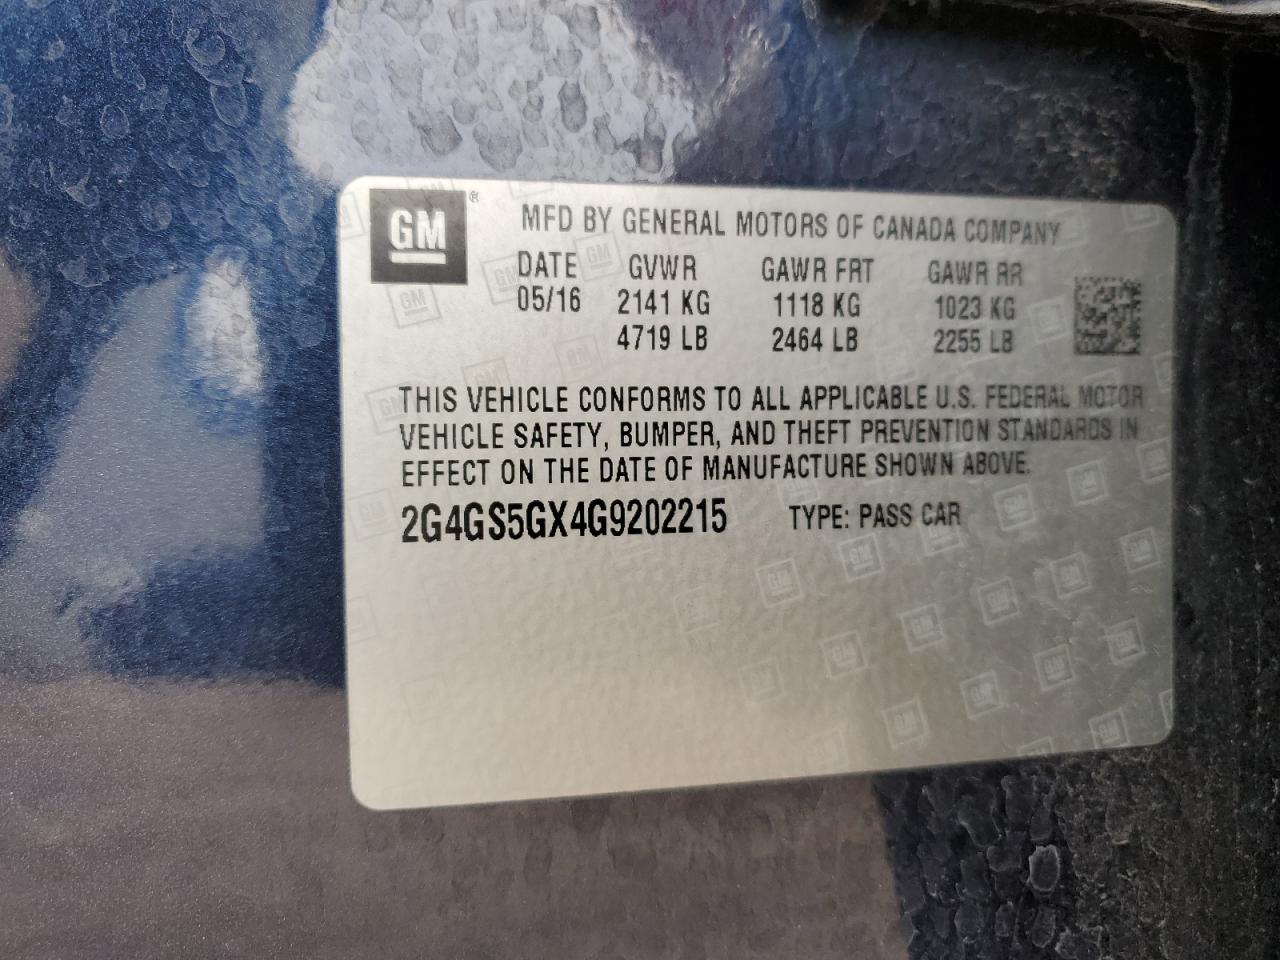 GM ® MFD BY GENERAL MOTORS OF CANADA COMPANY
DATE GVWR GAWR FRT GAWR RR
05/16 2141 KG 1118 KG 1023 KG
4719 LB 2464 LB 2255 LB
THIS VEHICLE CONFORMS TO ALL APPLICABLE U.S. FEDERAL MOTOR
VEHICLE SAFETY, BUMPER, AND THEFT PREVENTION STANDARDS IN
EFFECT ON THE DATE OF MANUFACTURE SHOWN ABOVE.
2G4GS5GX4G9202215 TYPE: PASS CAR